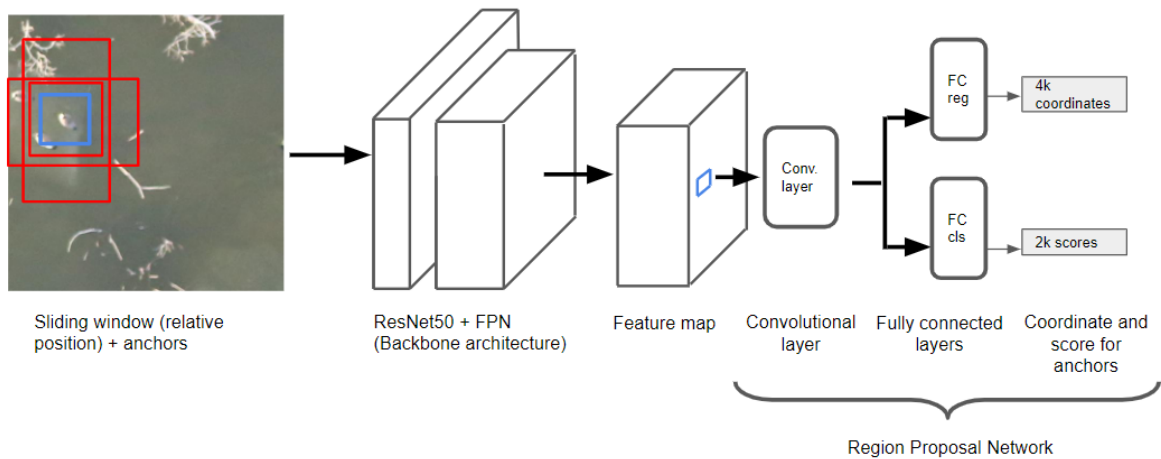 FC
reg
4k
coordinates
Conv.
layer
FC
cls
2k scores
Sliding window (relative
position) + anchors
ResNet50 + FPN
(Backbone architecture)
Feature map
Convolutional
layer
Fully connected
layers
Coordinate and
score for
anchors
Region Proposal Network